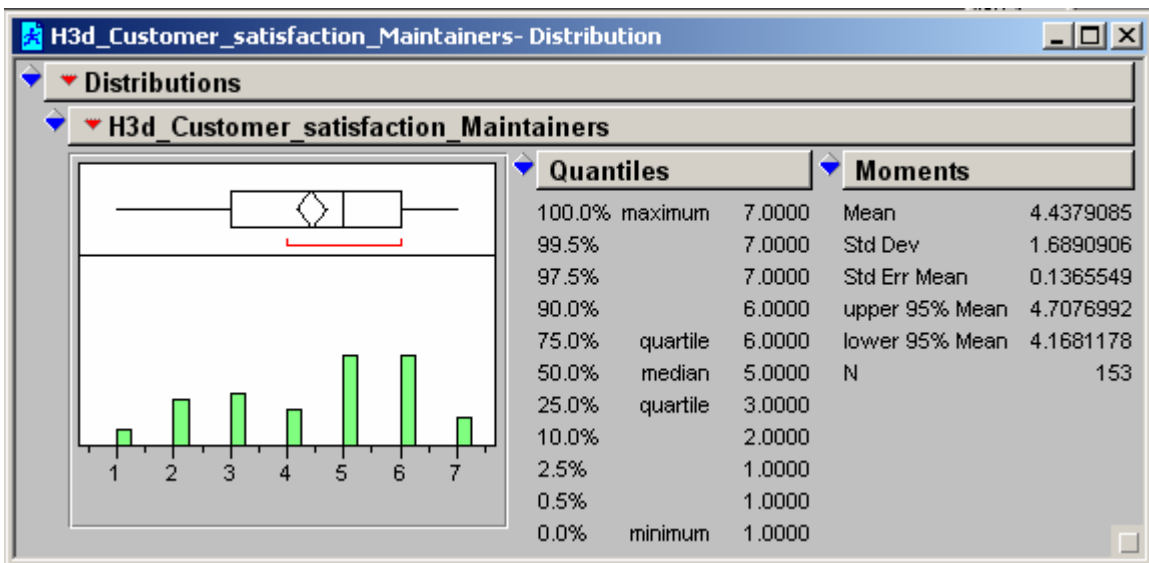 H3d_Customer_satisfaction_Maintainers- Distribution
Distributions
H3d_Customer_satisfaction_Maintainers
1 2 3 4 5 6 7
Quantiles
100.0% maximum 7.0000
99.5% 7.0000
97.5% 7.0000
90.0% 6.0000
75.0% quartile 6.0000
50.0% median 5.0000
25.0% quartile 3.0000
10.0% 2.0000
2.5% 1.0000
0.5% 1.0000
0.0% minimum 1.0000
Moments
Mean 4.4379085
Std Dev 1.6890906
Std Err Mean 0.1365549
upper 95% Mean 4.7076992
lower 95% Mean 4.1681178
N 153